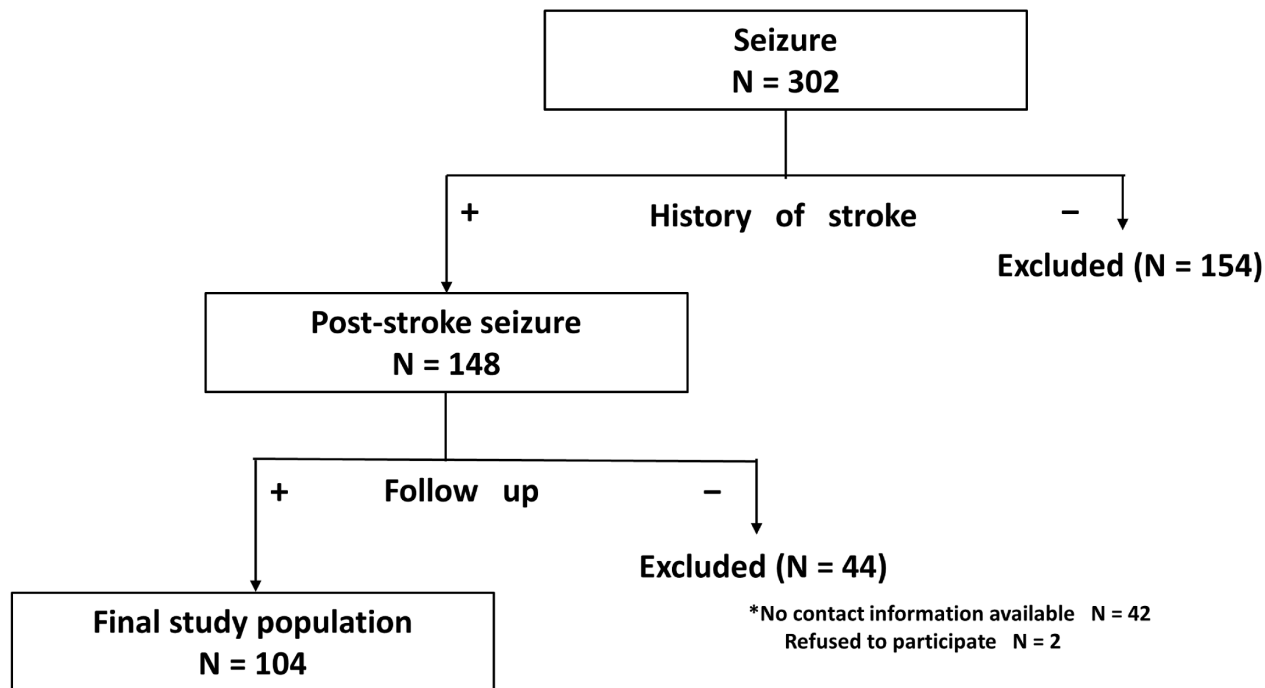 Seizure
N = 302
+ History of stroke −
Excluded (N = 154)
Post-stroke seizure
N = 148
+ Follow up −
Excluded (N = 44)
*No contact information available N = 42
Refused to participate N = 2
Final study population
N = 104